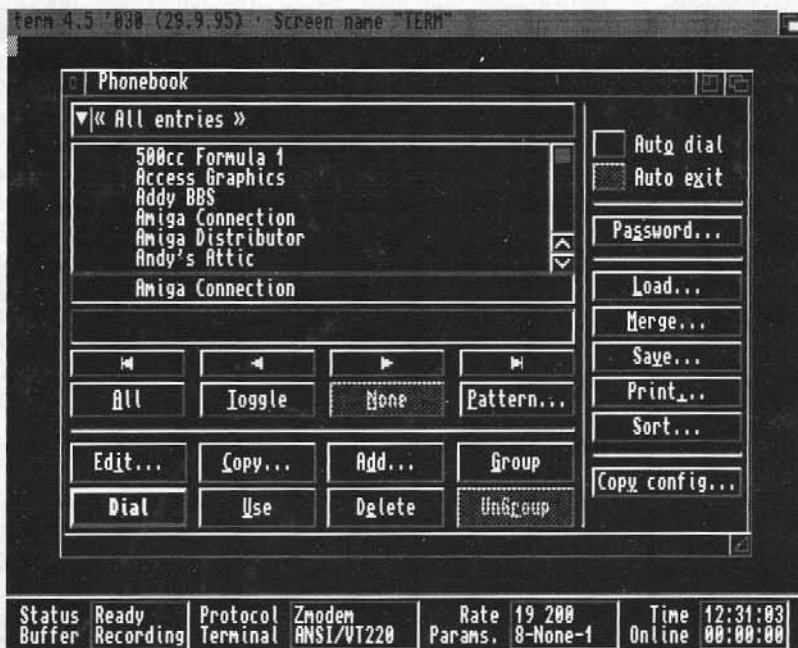 term 4.5 '030 (29.9.95) · Screen name "TERM"
Phonebook
« All entries »
500cc Formula 1
Access Graphics
Addy BBS
Amiga Connection
Amiga Distributor
Andy's Attic
Amiga Connection
All Toggle None Pattern...
Edit... Copy... Add... Group
Dial Use Delete UnGroup
Auto dial
Auto exit
Password...
Load...
Merge...
Save...
Print...
Sort...
Copy config...
Status Ready Protocol Zmodem Rate 19 200 Time 12:31:03
Buffer Recording Terminal ANSI/VT220 Params. 8-None-1 Online 00:00:00